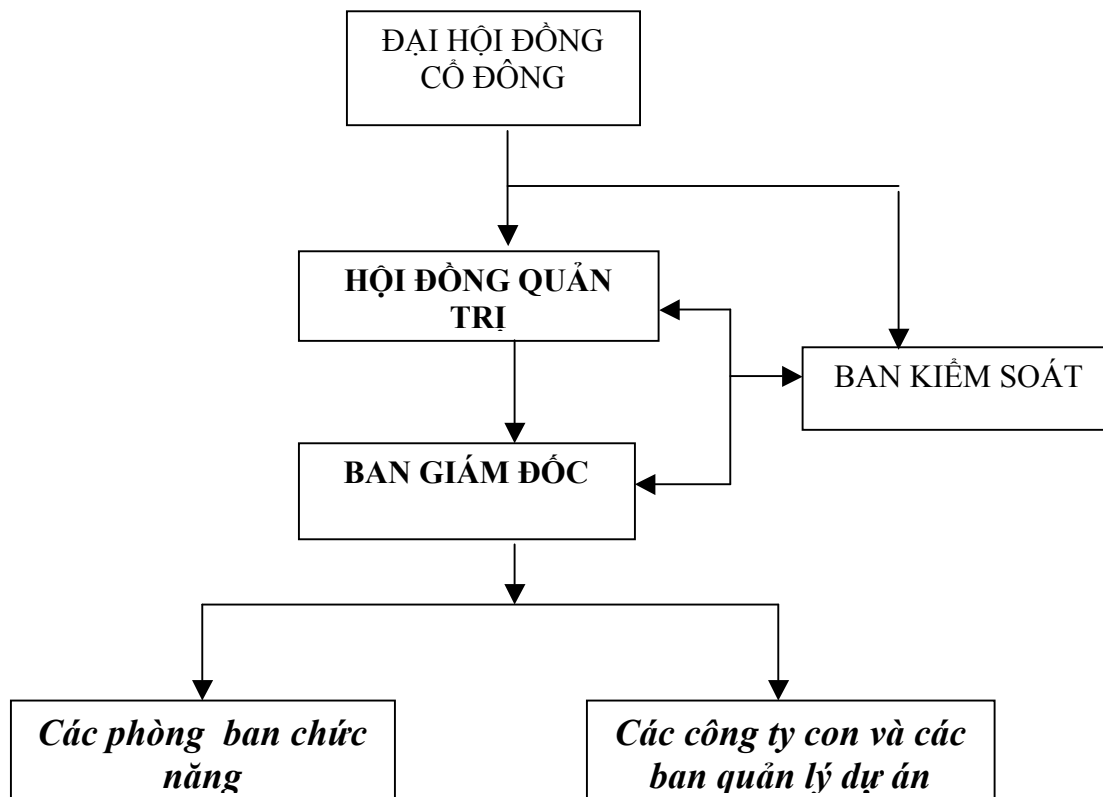 ĐẠI HỘI ĐỒNG
CỔ ĐÔNG
HỘI ĐỒNG QUẢN
TRỊ
BAN KIỂM SOÁT
BAN GIÁM ĐỐC
Các phòng ban chức
năng
Các công ty con và các
ban quản lý dự án